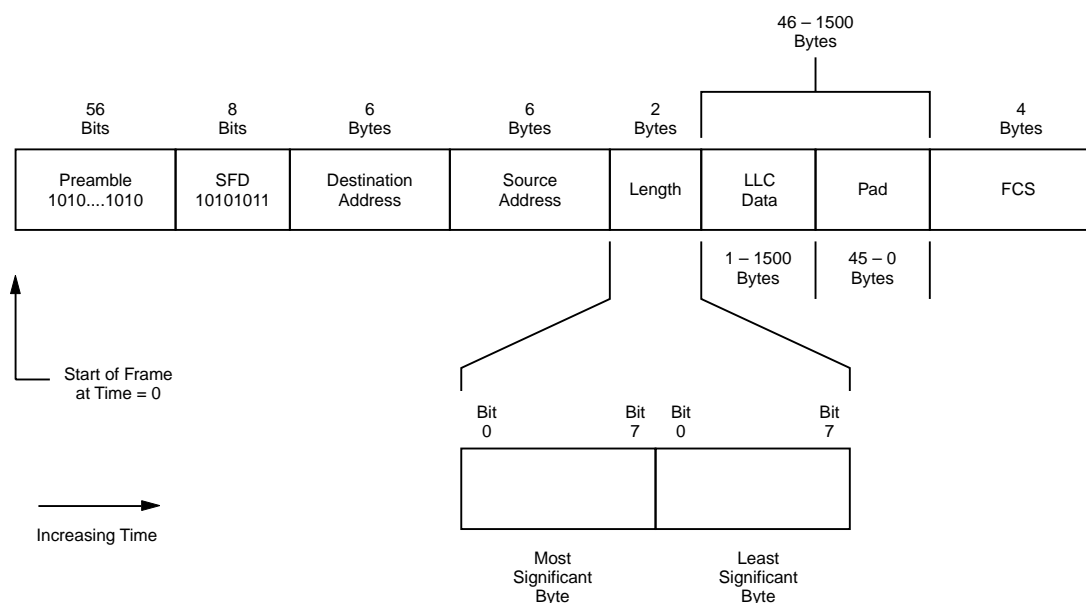 46 – 1500
Bytes
56
Bits
8
Bits
6
Bytes
6
Bytes
2
Bytes
4
Bytes
Preamble
1010....1010
SFD
10101011
Destination
Address
Source
Address
Length
LLC
Data
Pad
FCS
1 – 1500
Bytes
45 – 0
Bytes
Start of Frame
at Time = 0
Bit
0
Bit
7
Bit
0
Bit
7
Increasing Time
Most
Significant
Byte
Least
Significant
Byte